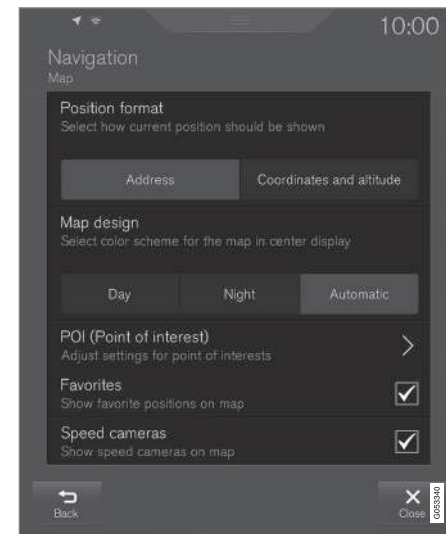 10:00
Navigation
Map
Position format
Select how current position should be shown
Address
Coordinates and altitude
Map design
Select color scheme for the map in center display
Day
Night
Automatic
POI (Point of interest)
Adjust settings for point of interests
Favorites
Show favorite positions on map
Speed cameras
Show speed cameras on map
Back
Close
G053340